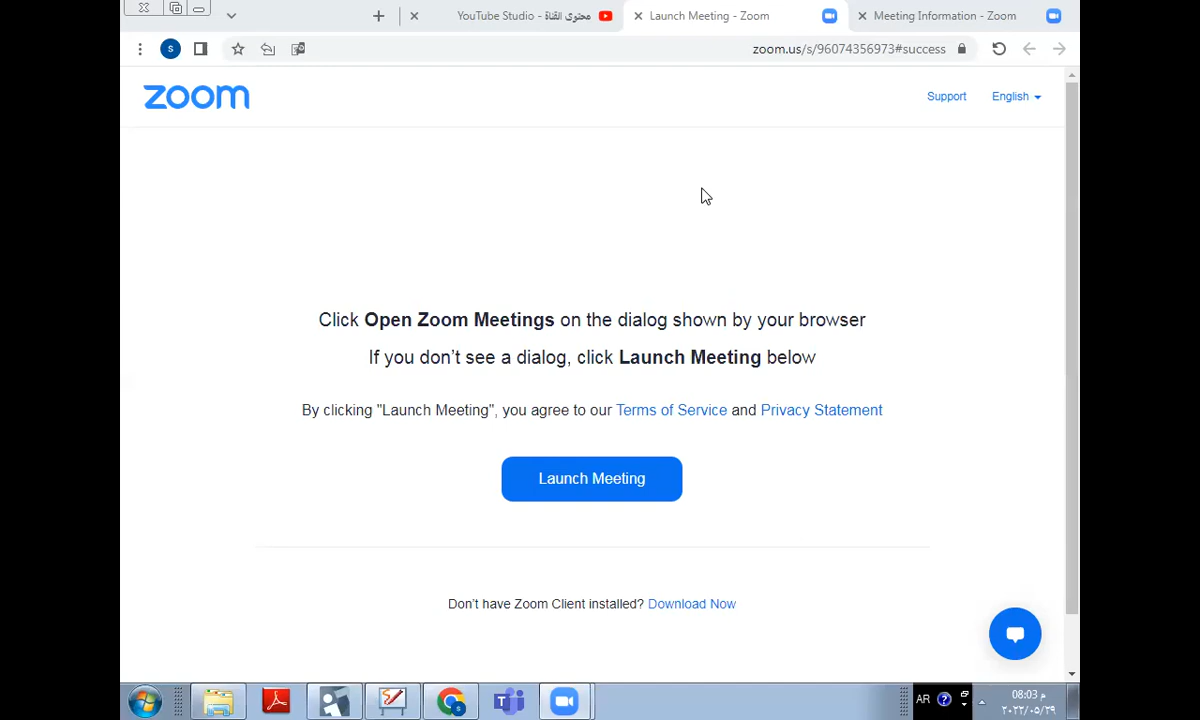 YouTube Studio - محتوى القناة
Launch Meeting - Zoom
Meeting Information - Zoom
S
zoom.us/s/96074356973#success
zoom
Support
English
Click Open Zoom Meetings on the dialog shown by your browser
If you don't see a dialog, click Launch Meeting below
By clicking "Launch Meeting", you agree to our Terms of Service and Privacy Statement
Launch Meeting
Don't have Zoom Client installed? Download Now
AR
08:03 م
٢٠٢٢/٠٥/٢٩